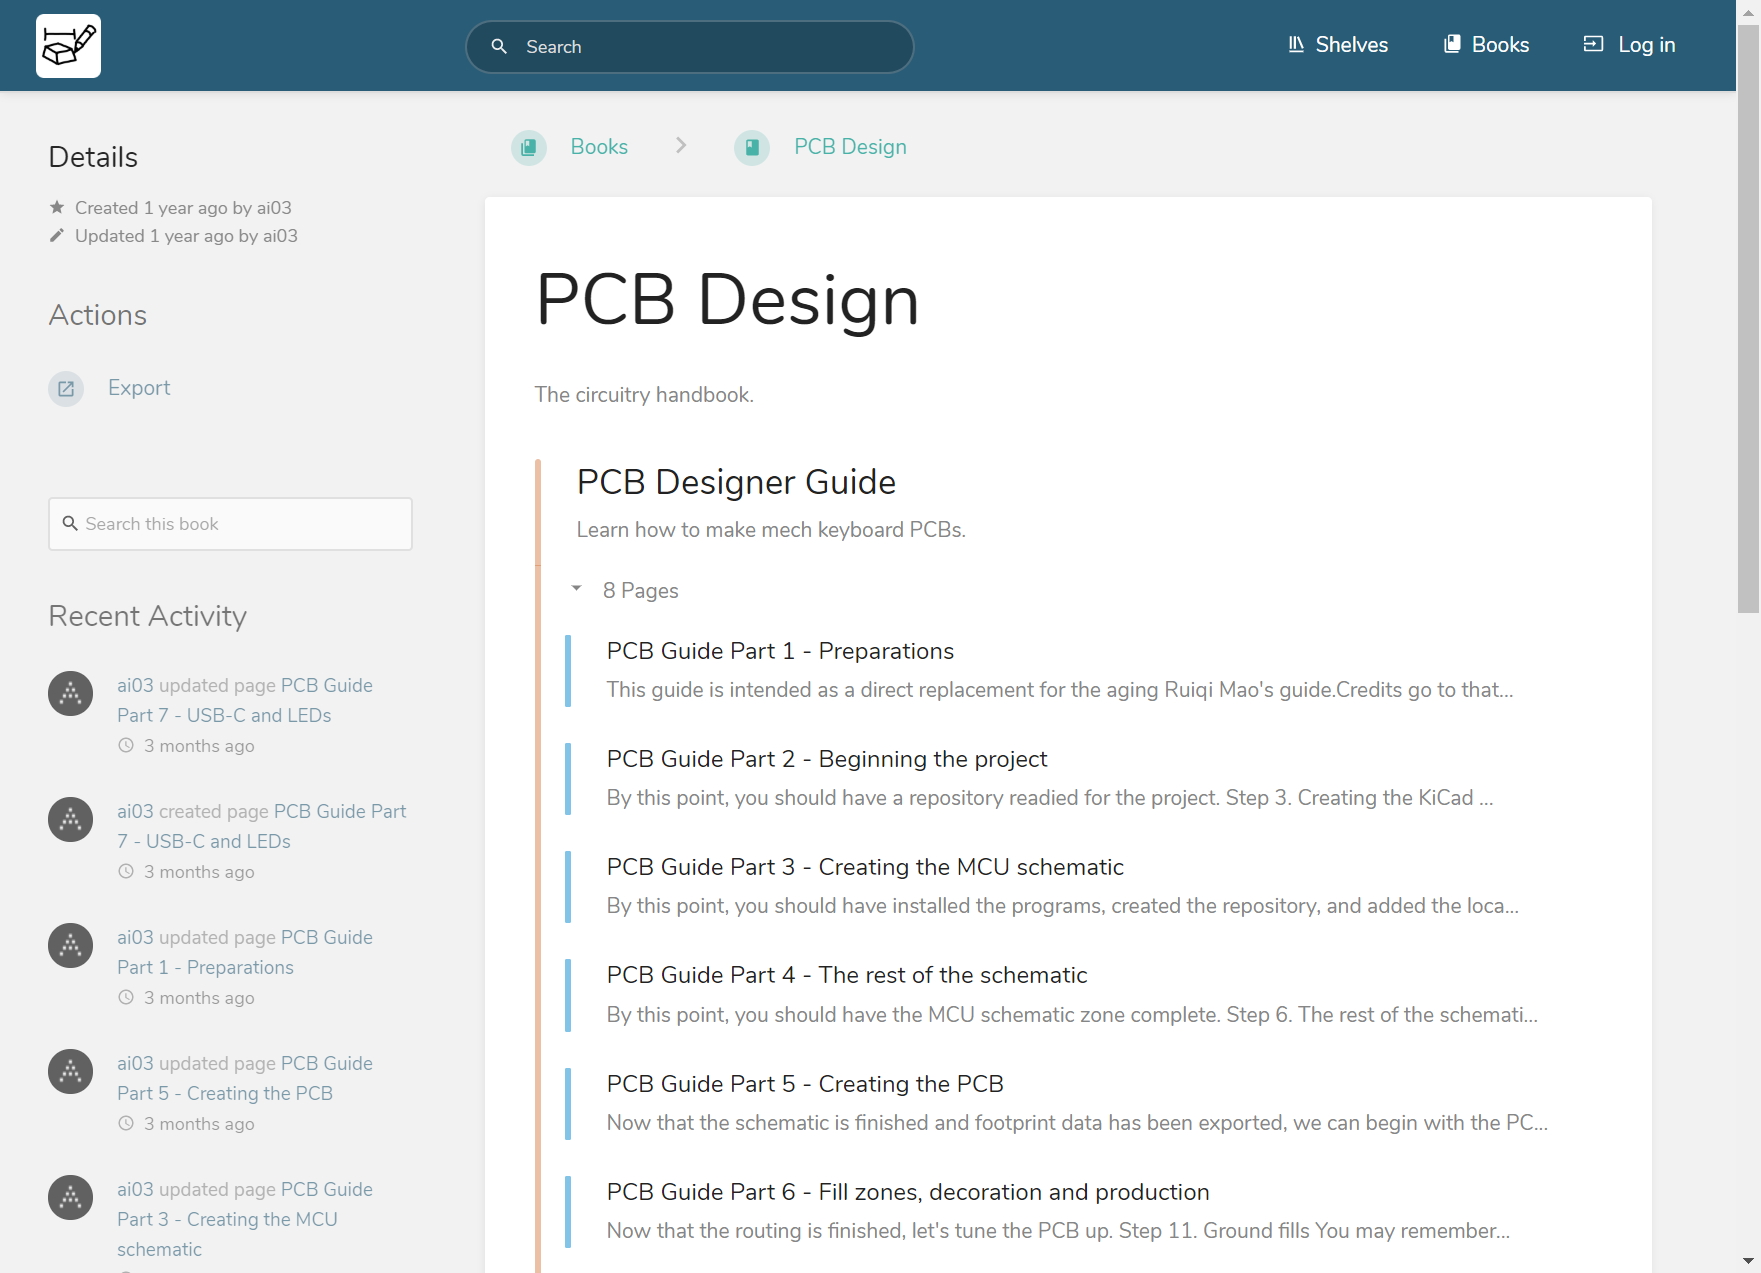 Search
Shelves
Books
Log in
Books
PCB Design
Details
Created 1 year ago by ai03
Updated 1 year ago by ai03
Actions
Export
Search this book
Recent Activity
ai03 updated page PCB Guide
Part 7 - USB-C and LEDs
3 months ago
ai03 created page PCB Guide Part
7 - USB-C and LEDs
3 months ago
ai03 updated page PCB Guide
Part 1 - Preparations
3 months ago
ai03 updated page PCB Guide
Part 5 - Creating the PCB
3 months ago
ai03 updated page PCB Guide
Part 3 - Creating the MCU
schematic
PCB Design
The circuitry handbook.
PCB Designer Guide
Learn how to make mech keyboard PCBs.
8 Pages
PCB Guide Part 1 - Preparations
This guide is intended as a direct replacement for the aging Ruiqi Mao's guide.Credits go to that...
PCB Guide Part 2 - Beginning the project
By this point, you should have a repository readied for the project. Step 3. Creating the KiCad ...
PCB Guide Part 3 - Creating the MCU schematic
By this point, you should have installed the programs, created the repository, and added the loca...
PCB Guide Part 4 - The rest of the schematic
By this point, you should have the MCU schematic zone complete. Step 6. The rest of the schemati...
PCB Guide Part 5 - Creating the PCB
Now that the schematic is finished and footprint data has been exported, we can begin with the PC...
PCB Guide Part 6 - Fill zones, decoration and production
Now that the routing is finished, let's tune the PCB up. Step 11. Ground fills You may remember...